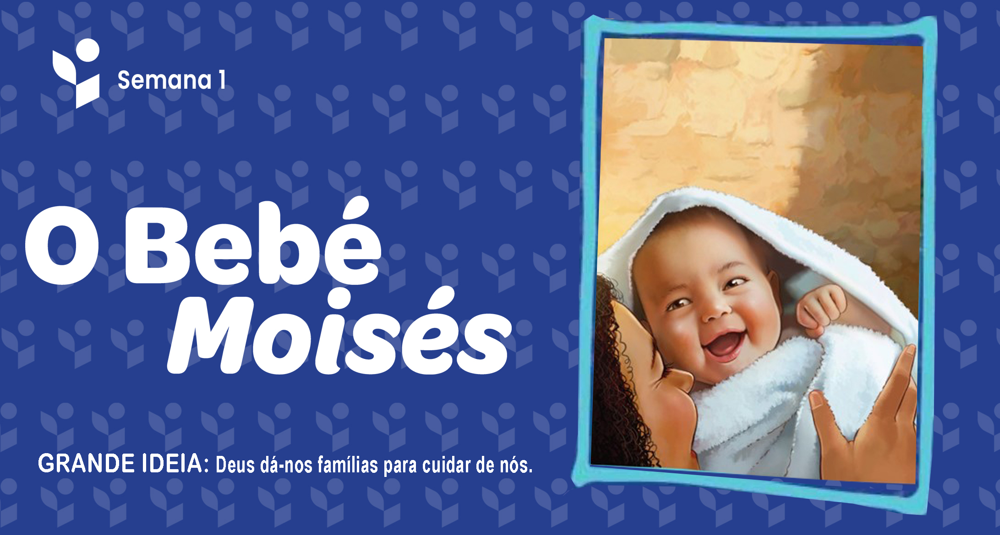 Semana 1
O Bebé
Moisés
GRANDE IDEIA: Deus dá-nos famílias para cuidar de nós.